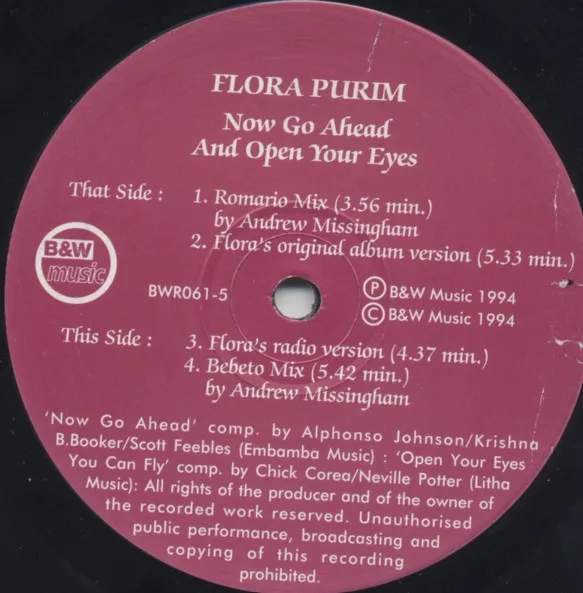 FLORA PURIM
Now Go Ahead
And Open Your Eyes
That Side :
1. Romario Mix (3.56 min.)
by Andrew Missingham
2. Flora's original album version (5.33 min.)
B&W
music
BWR061-5
Ⓟ B&W Music 1994
© B&W Music 1994
This Side :
3. Flora's radio version (4.37 min.)
4. Bebeto Mix (5.42 min.)
by Andrew Missingham
'Now Go Ahead' comp. by Alphonso Johnson/Krishna
B.Booker/Scott Feebles (Embamba Music) : 'Open Your Eyes
You Can Fly' comp. by Chick Corea/Neville Potter (Litha
Music): All rights of the producer and of the owner of
the recorded work reserved. Unauthorised
public performance, broadcasting and
copying of this recording
prohibited.